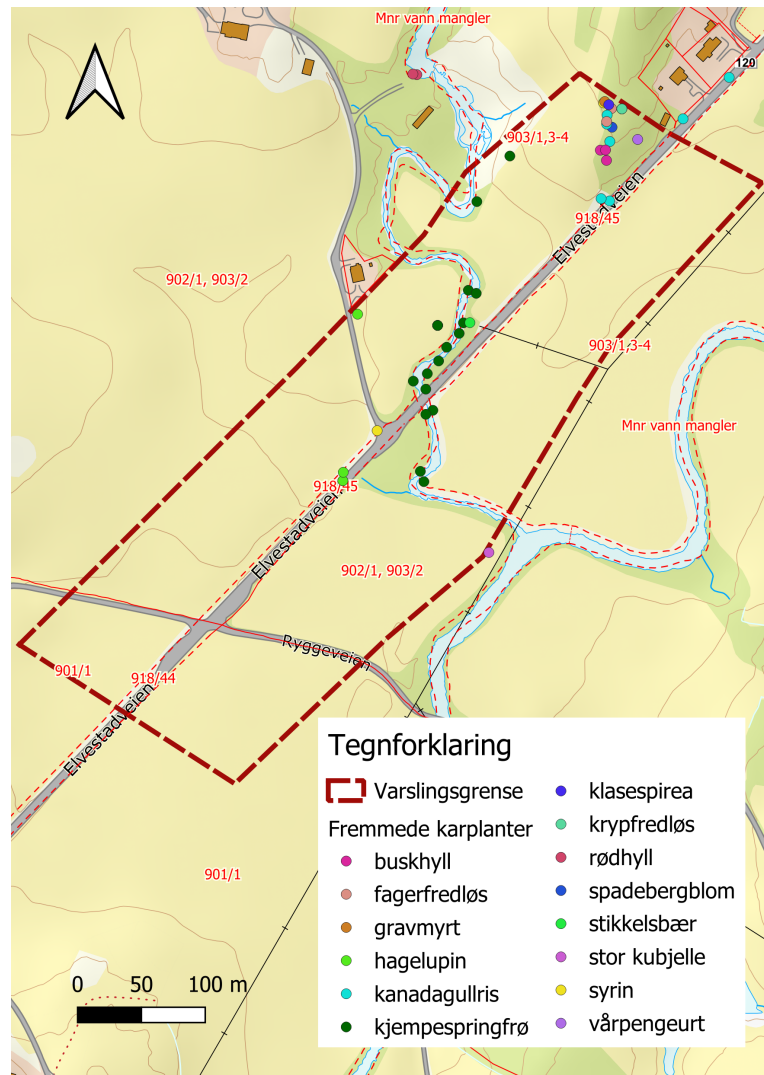 Mnr vann mangler
120
903/1,3-4
918/45
Elvestadveien
902/1, 903/2
903/1,3-4
Mnr vann mangler
918/45
Elvestadveien
902/1, 903/2
Ryggeveien
901/1
918/44
Elvestadveien
901/1
Tegnforklaring
Varslingsgrense
Fremmede karplanter
buskhyll
fagerfredløs
gravmyrt
hagelupin
kanadagullris
kjempespringfrø
klasespirea
krypfredløs
rødhyll
spadebergblom
stikkelsbær
stor kubjelle
syrin
vårpengeurt
0 50 100 m